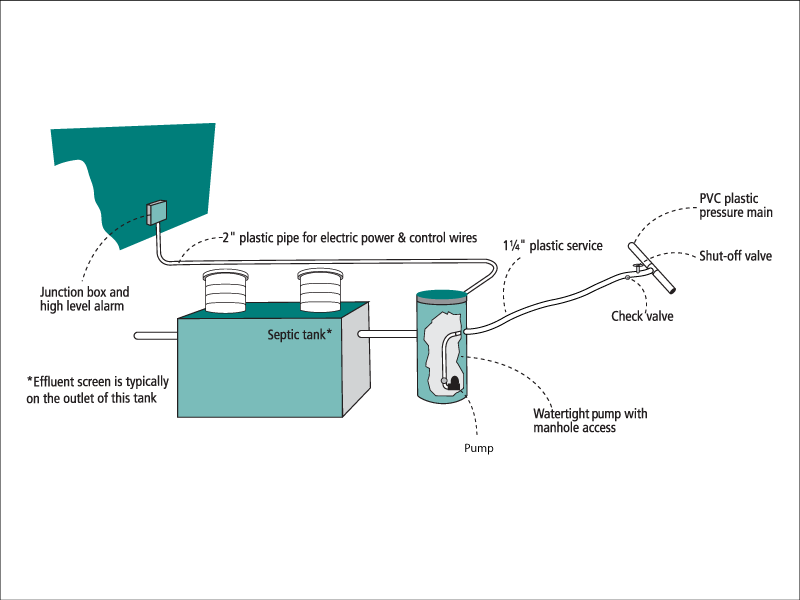 PVC plastic
pressure main
2" plastic pipe for electric power & control wires
1¼" plastic service
Shut-off valve
Junction box and
high level alarm
Check valve
Septic tank*
*Effluent screen is typically
on the outlet of this tank
Watertight pump with
manhole access
Pump